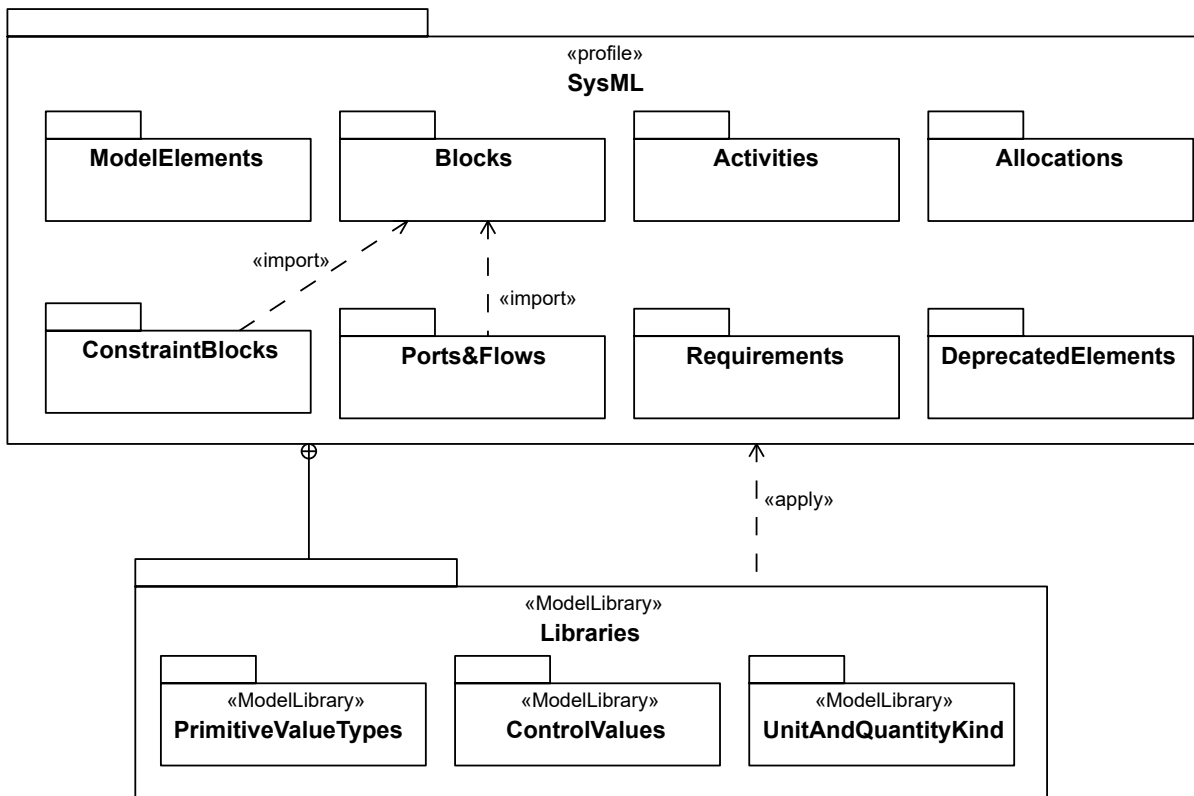 «profile»
SysML
ModelElements
Blocks
Activities
Allocations
«import»
«import»
ConstraintBlocks
Ports&Flows
Requirements
DeprecatedElements
«apply»
«ModelLibrary»
Libraries
«ModelLibrary»
PrimitiveValueTypes
«ModelLibrary»
ControlValues
«ModelLibrary»
UnitAndQuantityKind